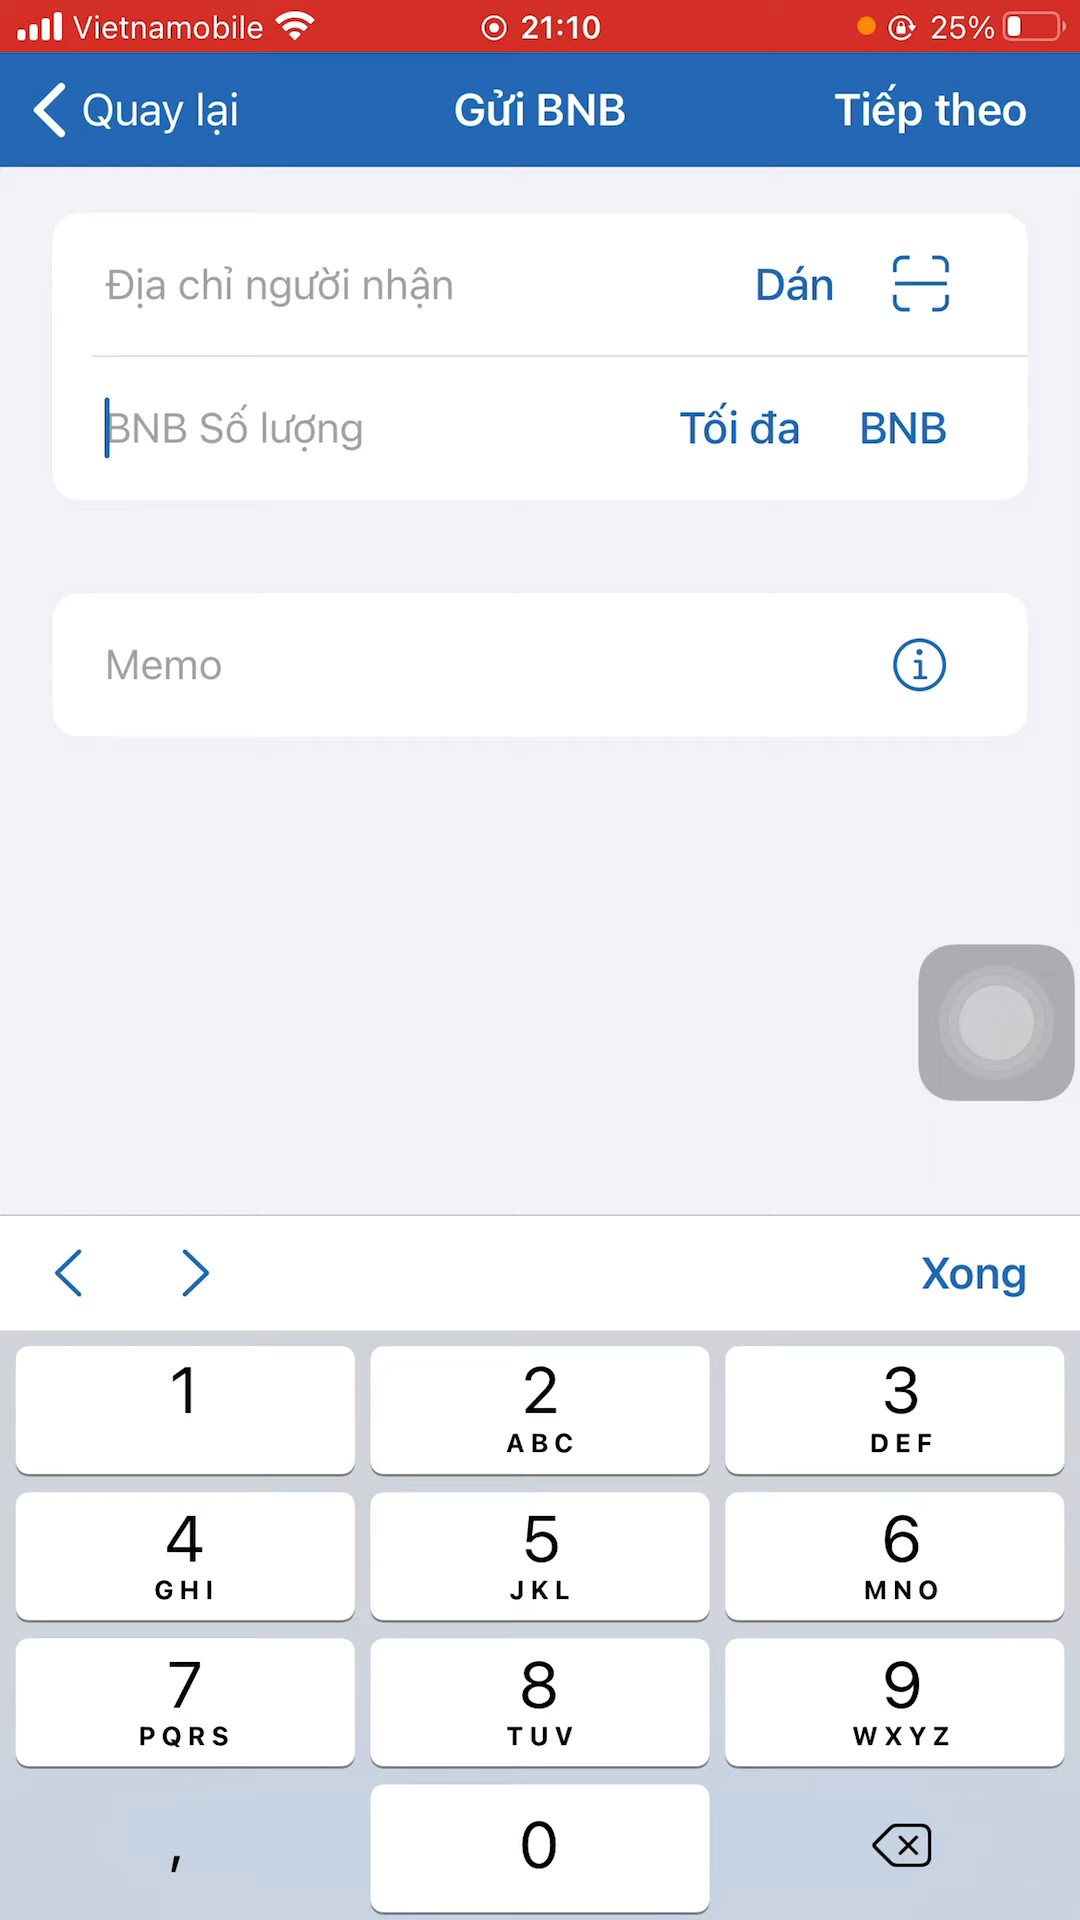 Vietnamobile 21:10 25%
Quay lại Gửi BNB Tiếp theo
Địa chỉ người nhận Dán
BNB Số lượng Tối đa BNB
Memo
Xong
1 2 3
ABC DEF
4 5 6
GHI JKL MNO
7 8 9
PQRS TUV WXYZ
, 0